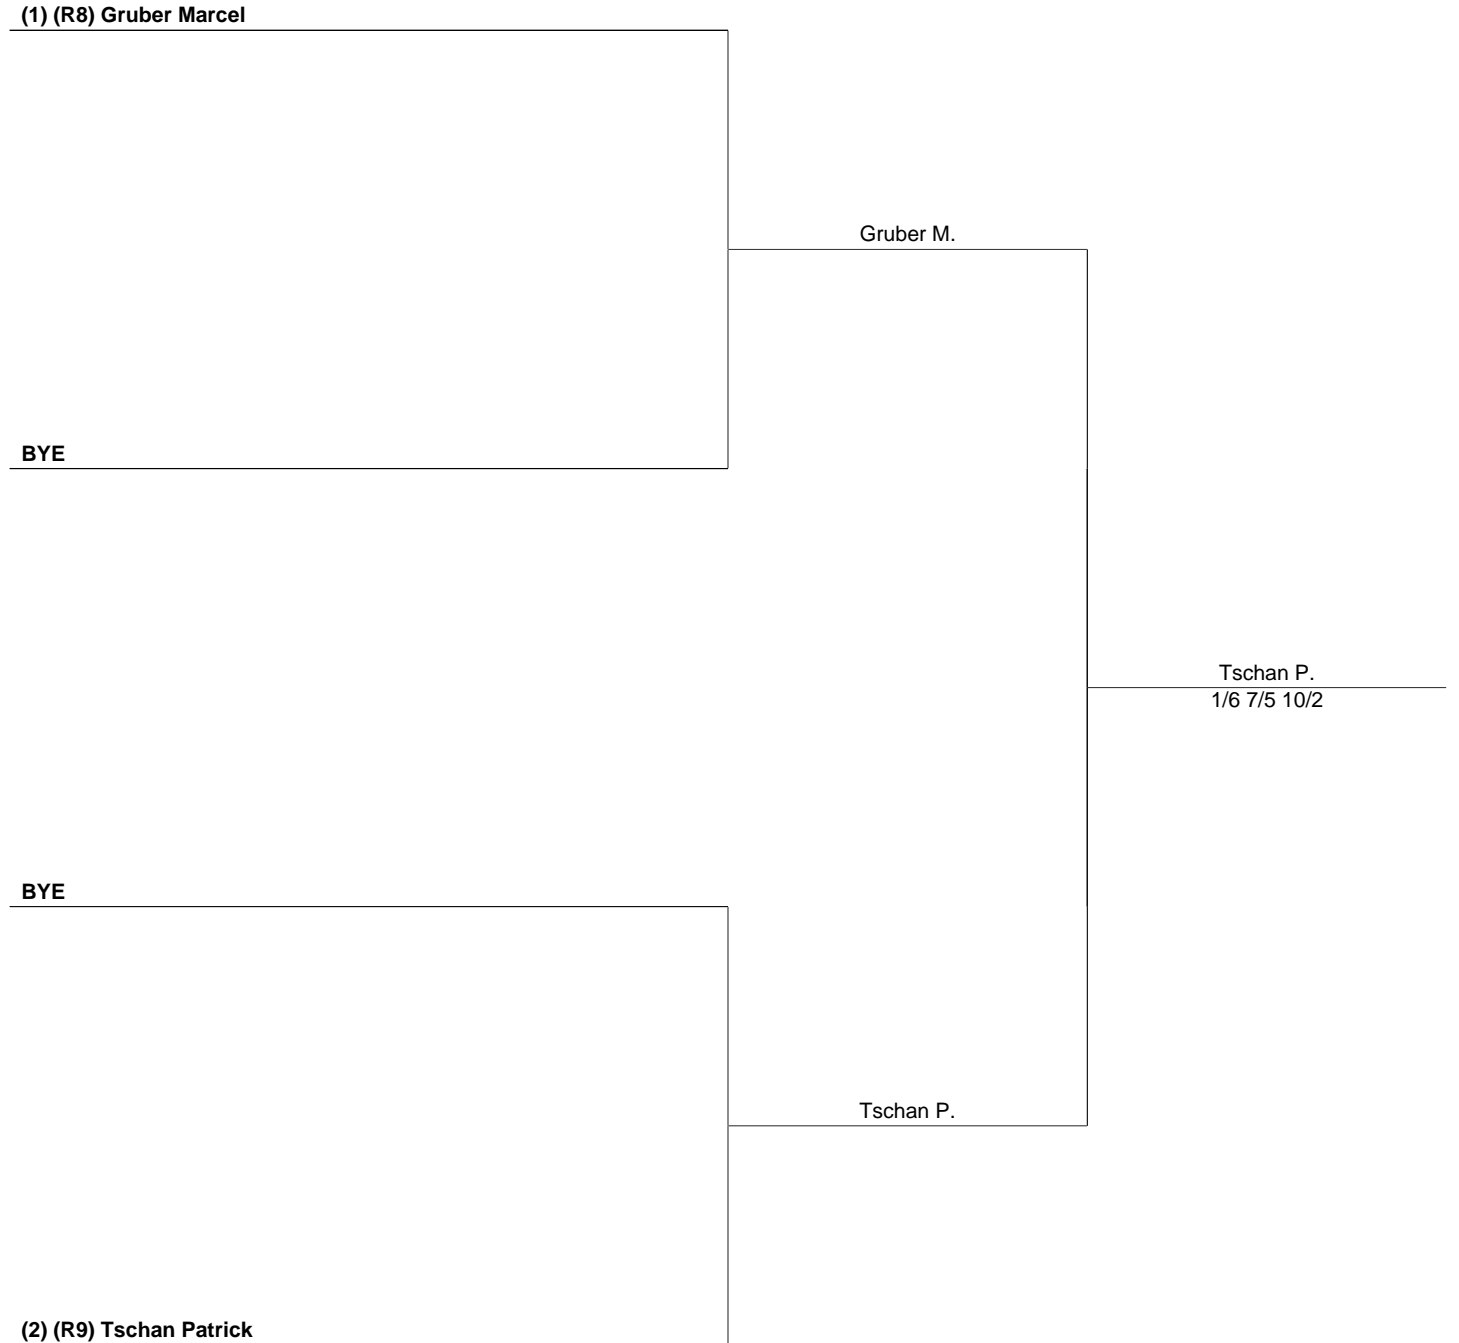 (1) (R8) Gruber Marcel
Gruber M.
BYE
Tschan P.
1/6 7/5 10/2
BYE
Tschan P.
(2) (R9) Tschan Patrick